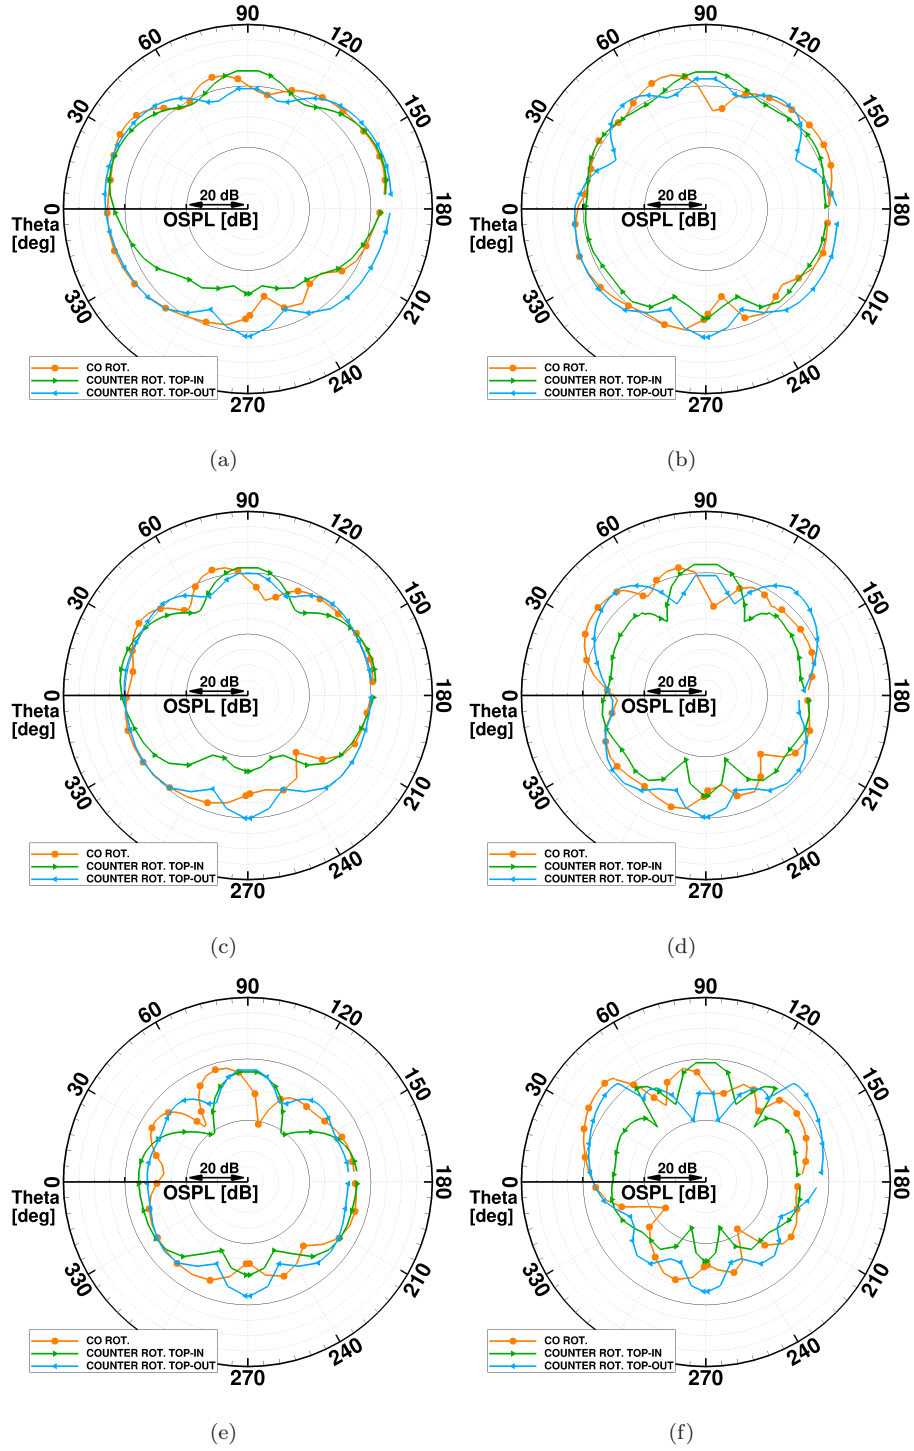 90
60
120
30
150
20 dB
0
180
OSPL [dB]
Theta
[deg]
330
210
240
CO ROT.
COUNTER ROT. TOP-IN
COUNTER ROT. TOP-OUT
270
(a)
90
60
120
30
150
20 dB
0
180
OSPL [dB]
Theta
[deg]
330
210
240
CO ROT.
COUNTER ROT. TOP-IN
COUNTER ROT. TOP-OUT
270
(b)
90
60
120
30
150
20 dB
0
180
OSPL [dB]
Theta
[deg]
330
210
240
CO ROT.
COUNTER ROT. TOP-IN
COUNTER ROT. TOP-OUT
270
(c)
90
60
120
30
150
20 dB
0
180
OSPL [dB]
Theta
[deg]
330
210
240
CO ROT.
COUNTER ROT. TOP-IN
COUNTER ROT. TOP-OUT
270
(d)
90
60
120
30
150
20 dB
0
180
OSPL [dB]
Theta
[deg]
330
210
240
CO ROT.
COUNTER ROT. TOP-IN
COUNTER ROT. TOP-OUT
270
(e)
90
60
120
30
150
20 dB
0
180
OSPL [dB]
Theta
[deg]
330
210
240
CO ROT.
COUNTER ROT. TOP-IN
COUNTER ROT. TOP-OUT
270
(f)